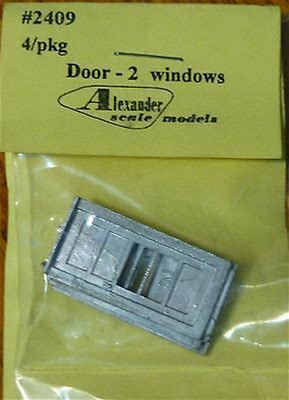 #2409
4/pkg
Door - 2 windows
Alexander
scale models